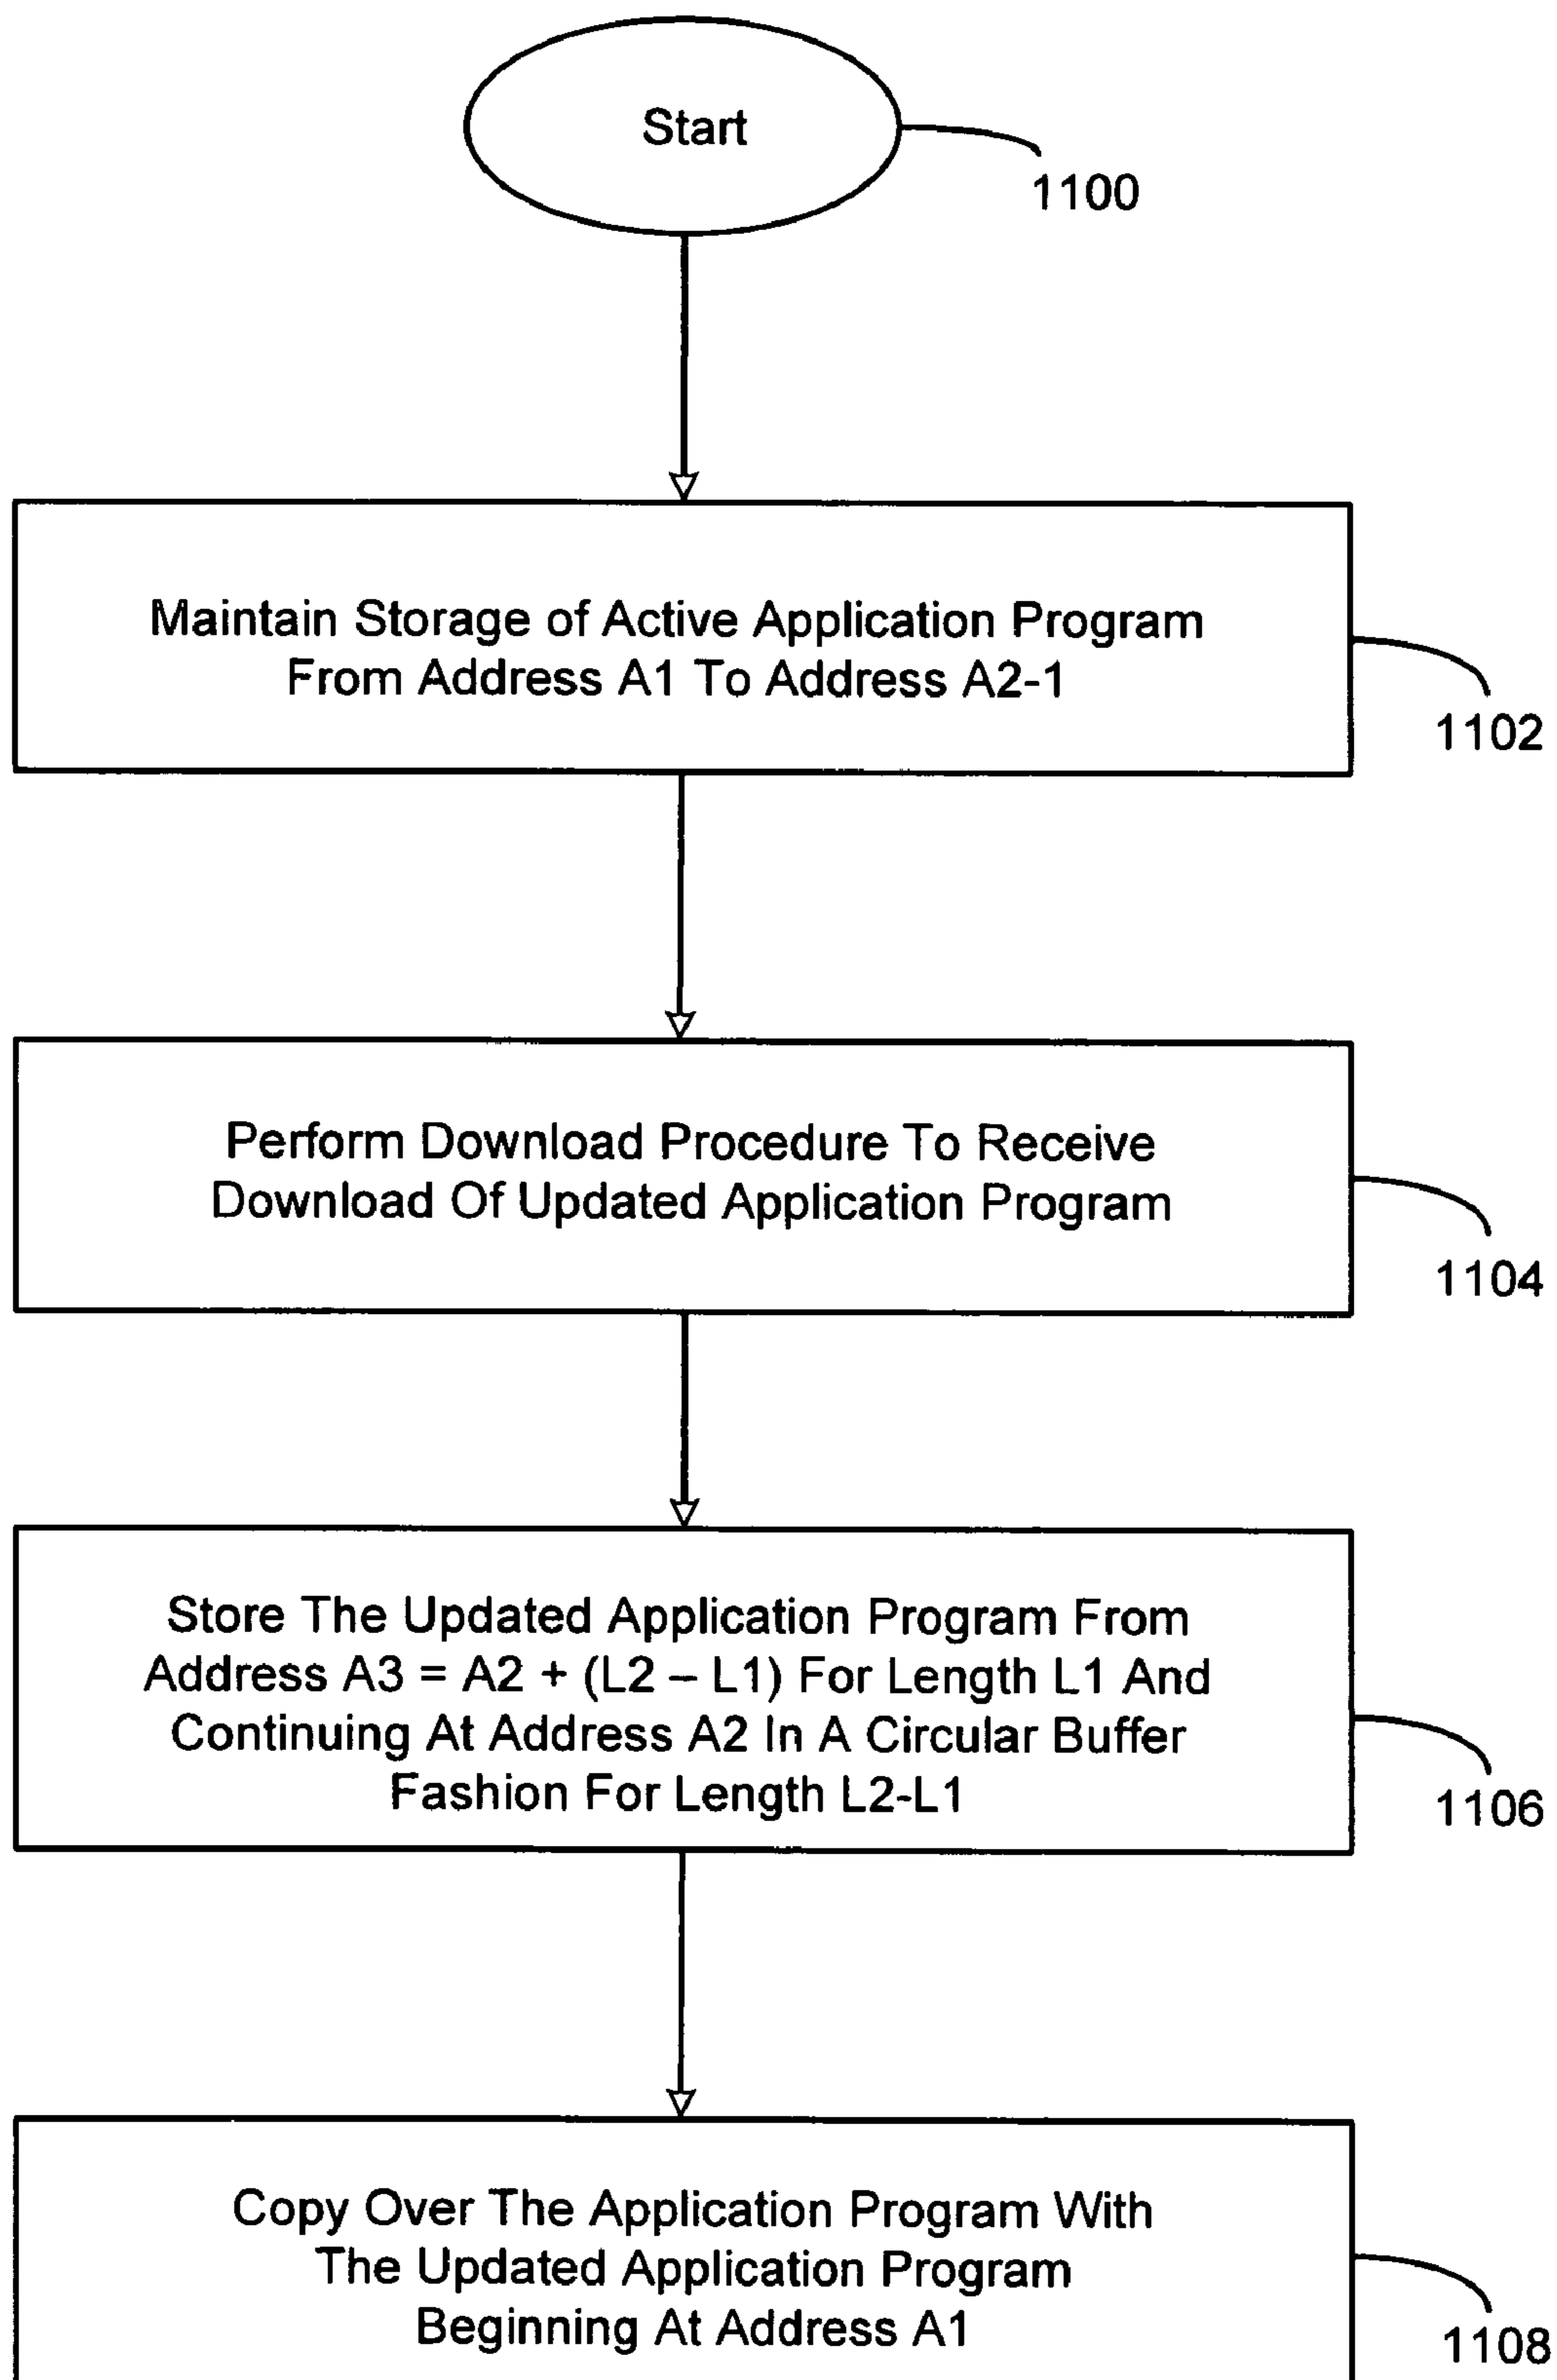 Start
1100
Maintain Storage of Active Application Program
From Address A1 To Address A2-1
1102
Perform Download Procedure To Receive
Download Of Updated Application Program
1104
Store The Updated Application Program From
Address A3 = A2 + (L2 – L1) For Length L1 And
Continuing At Address A2 In A Circular Buffer
Fashion For Length L2-L1
1106
Copy Over The Application Program With
The Updated Application Program
Beginning At Address A1
1108